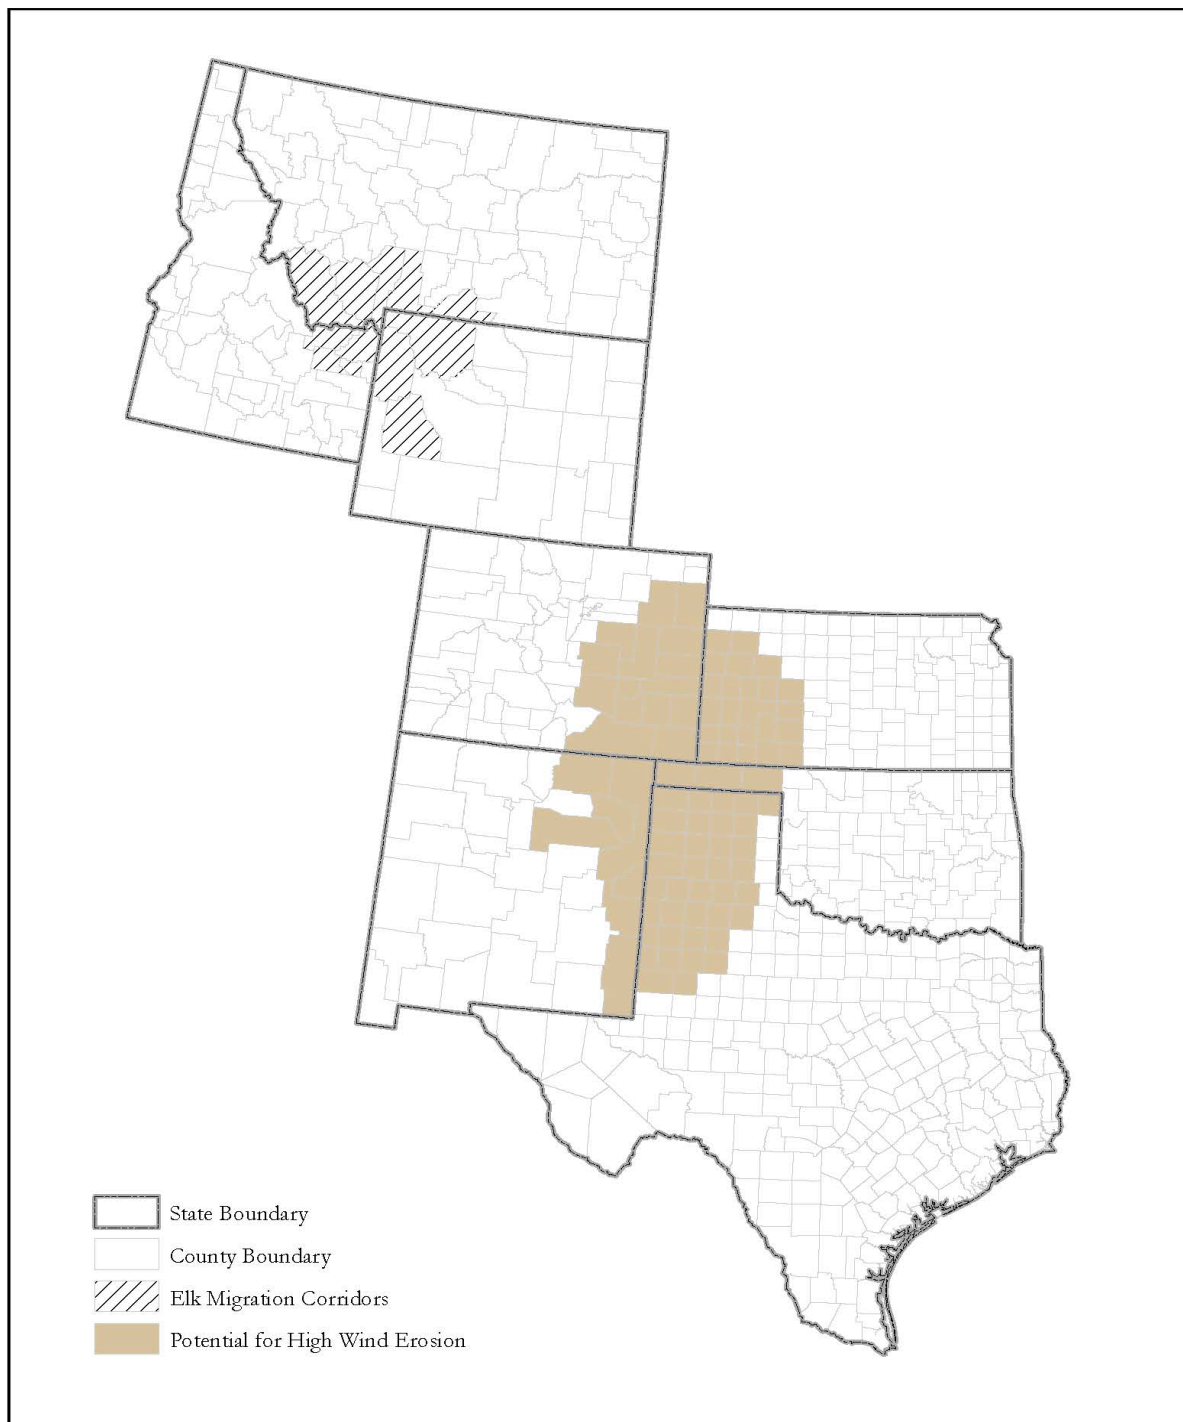 State Boundary
County Boundary
Elk Migration Corridors
Potential for High Wind Erosion